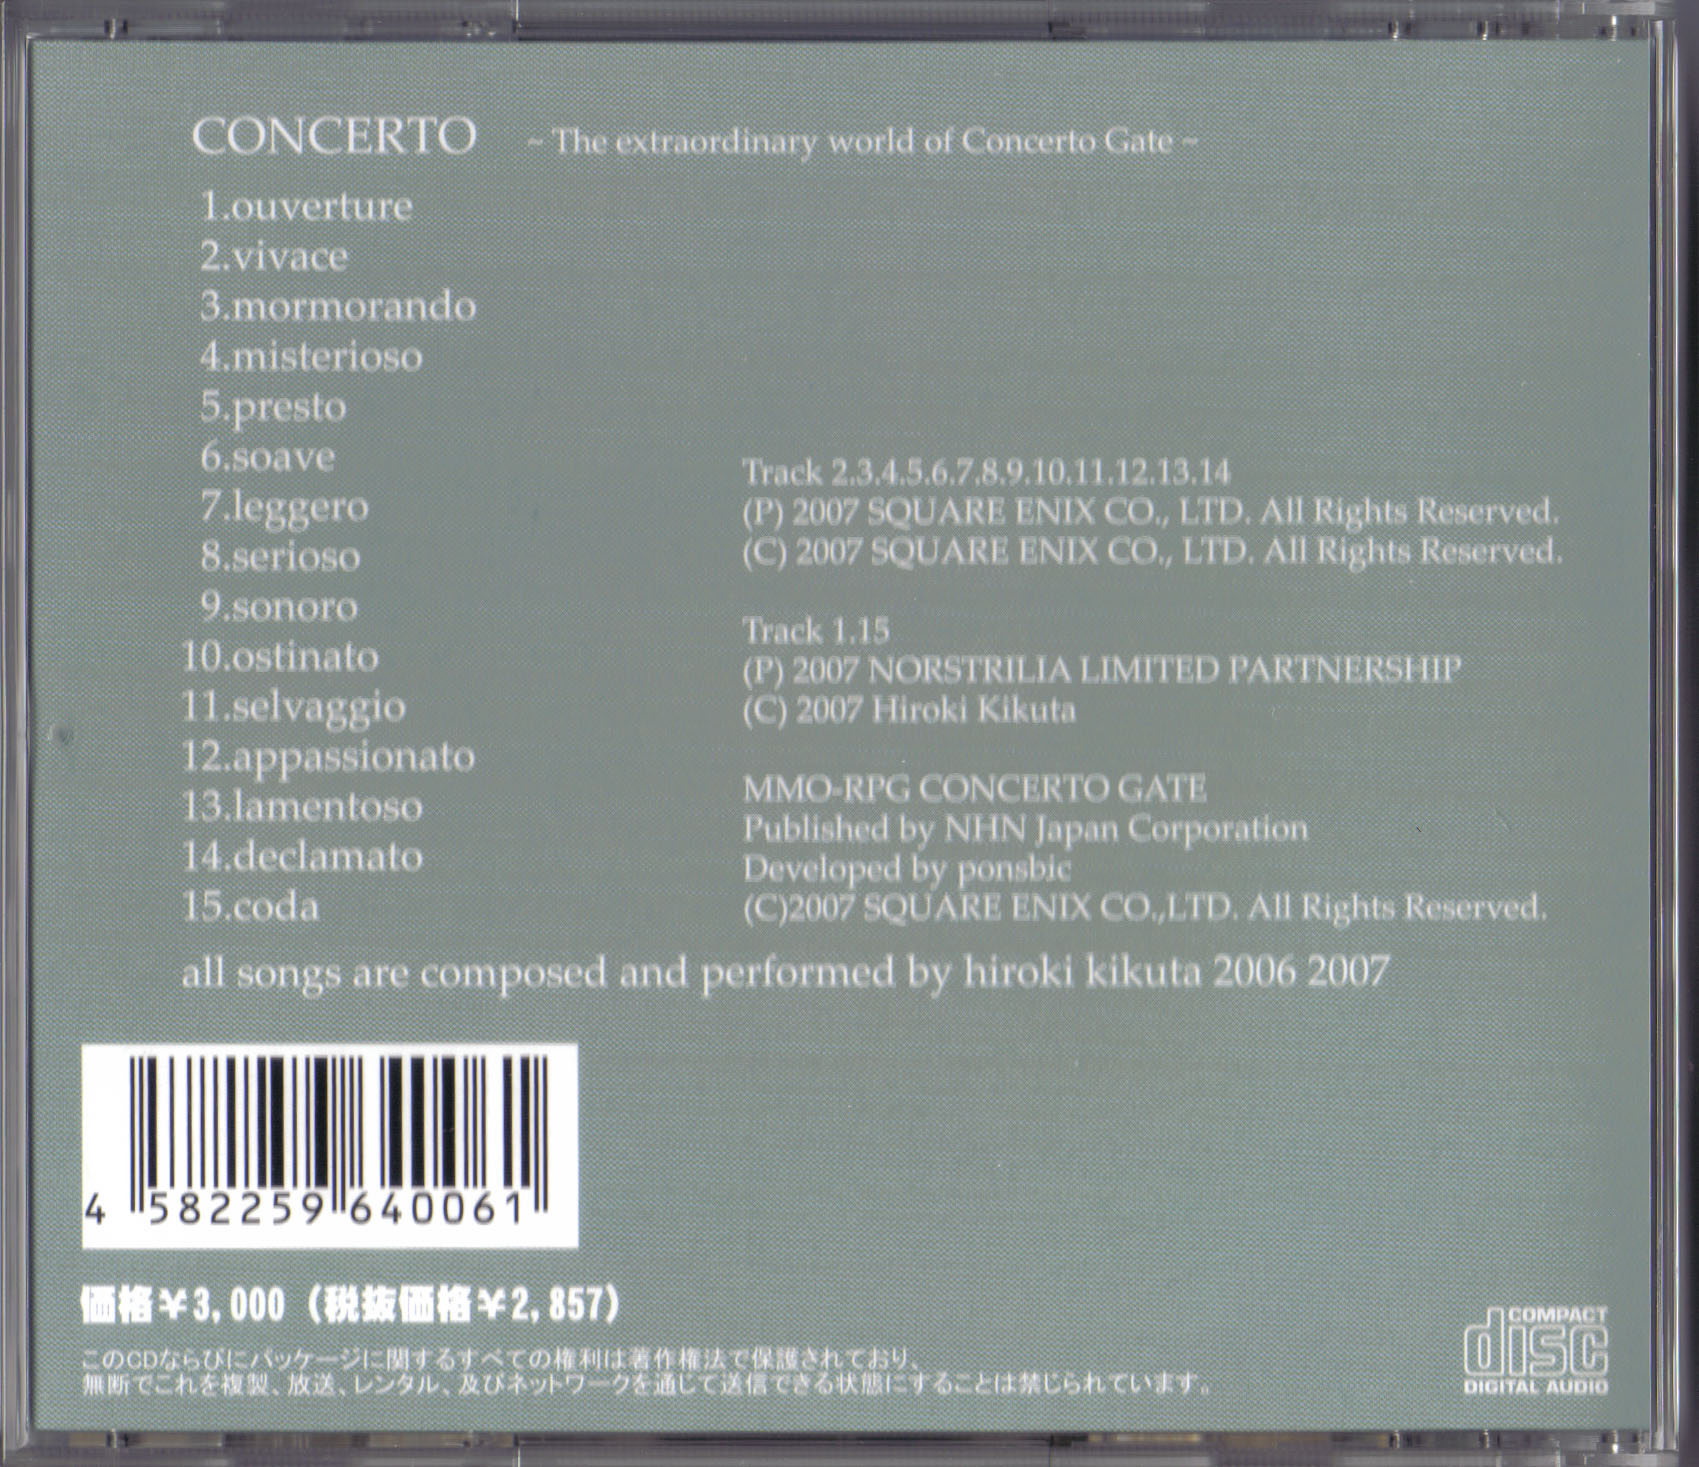 CONCERTO ~ The extraordinary world of Concerto Gate ~
1.ouverture
2.vivace
3.mormorando
4.misterioso
5.presto
6.soave
7.leggero
8.serioso
9.sonoro
10.ostinato
11.selvaggio
12.appassionato
13.lamentoso
14.declamato
15.coda
Track 2.3.4.5.6.7.8.9.10.11.12.13.14
(P) 2007 SQUARE ENIX CO., LTD. All Rights Reserved.
(C) 2007 SQUARE ENIX CO., LTD. All Rights Reserved.
Track 1.15
(P) 2007 NORSTRILIA LIMITED PARTNERSHIP
(C) 2007 Hiroki Kikuta
MMO-RPG CONCERTO GATE
Published by NHN Japan Corporation
Developed by ponsbic
(C)2007 SQUARE ENIX CO.,LTD. All Rights Reserved.
all songs are composed and performed by hiroki kikuta 2006 2007
4 582259 640061
価格¥3,000 (税抜価格¥2,857)
このCDならびにパッケージに関するすべての権利は著作権法で保護されており、
無断でこれを複製、放送、レンタル、及びネットワークを通じて送信できる状態にすることは禁じられています。
COMPACT
disc
DIGITAL AUDIO